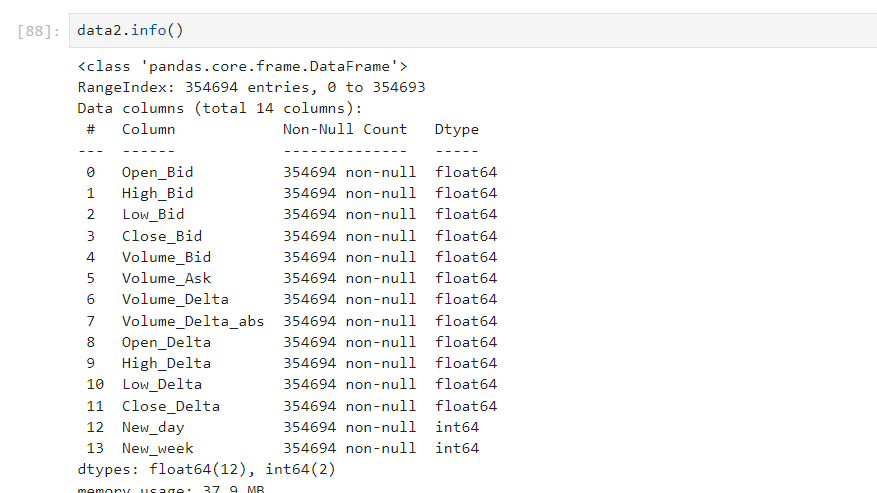 [88]: data2.info()
<class 'pandas.core.frame.DataFrame'>
RangeIndex: 354694 entries, 0 to 354693
Data columns (total 14 columns):
 #   Column            Non-Null Count   Dtype
---  ------            --------------   -----
 0   Open_Bid          354694 non-null  float64
 1   High_Bid          354694 non-null  float64
 2   Low_Bid           354694 non-null  float64
 3   Close_Bid         354694 non-null  float64
 4   Volume_Bid        354694 non-null  float64
 5   Volume_Ask        354694 non-null  float64
 6   Volume_Delta      354694 non-null  float64
 7   Volume_Delta_abs  354694 non-null  float64
 8   Open_Delta        354694 non-null  float64
 9   High_Delta        354694 non-null  float64
 10  Low_Delta         354694 non-null  float64
 11  Close_Delta       354694 non-null  float64
 12  New_day           354694 non-null  int64
 13  New_week          354694 non-null  int64
dtypes: float64(12), int64(2)
memory usage: 37.9 MB